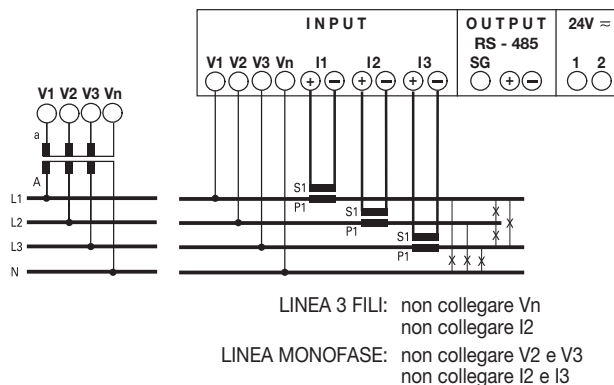 INPUT OUTPUT 24V ≂
RS - 485
V1 V2 V3 Vn I1 I2 I3 SG 1 2
+ − + − + − + −
V1 V2 V3 Vn
a
A
S1
L1
P1
S1
L2
P1
S1
L3
P1
N
LINEA 3 FILI: non collegare Vn
non collegare I2
LINEA MONOFASE: non collegare V2 e V3
non collegare I2 e I3